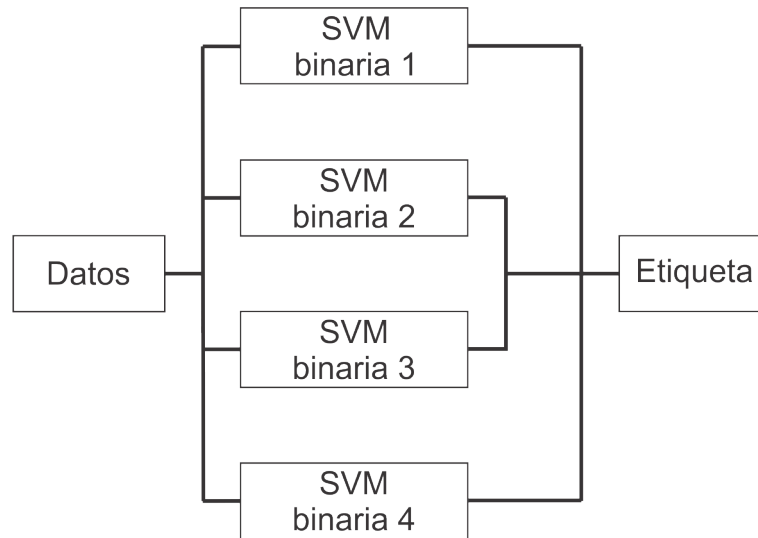 SVM
binaria 1
SVM
binaria 2
Datos
Etiqueta
SVM
binaria 3
SVM
binaria 4